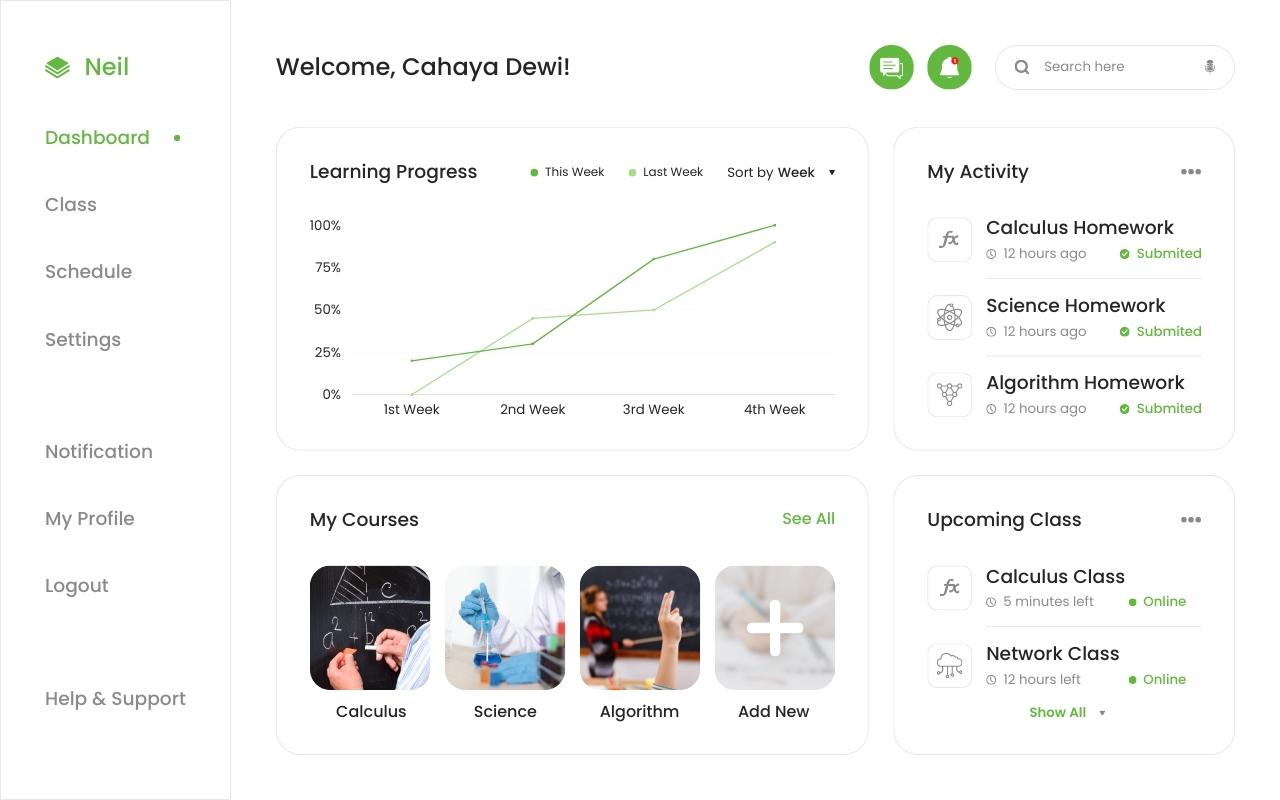 Neil
Dashboard
Class
Schedule
Settings
Notification
My Profile
Logout
Help & Support
Welcome, Cahaya Dewi!
Search here
Learning Progress
This Week
Last Week
Sort by Week
100%
75%
50%
25%
0%
1st Week
2nd Week
3rd Week
4th Week
My Activity
fx
Calculus Homework
12 hours ago
Submited
Science Homework
12 hours ago
Submited
Algorithm Homework
12 hours ago
Submited
My Courses
See All
c
a² + b²
Calculus
Science
Algorithm
Add New
Upcoming Class
fx
Calculus Class
5 minutes left
Online
Network Class
12 hours left
Online
Show All